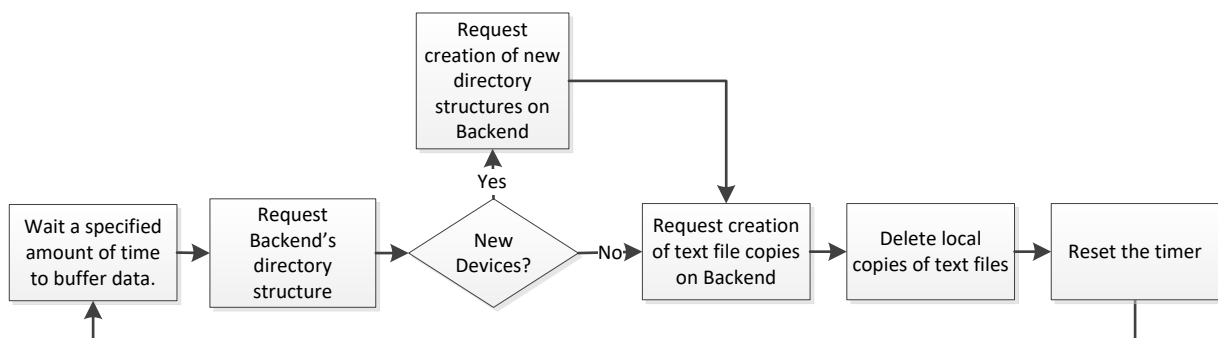 Request
creation of new
directory
structures on
Backend
Yes
Wait a specified
amount of time
to buffer data.
Request
Backend’s
directory
structure
New
Devices?
No
Request creation
of text file copies
on Backend
Delete local
copies of text files
Reset the timer